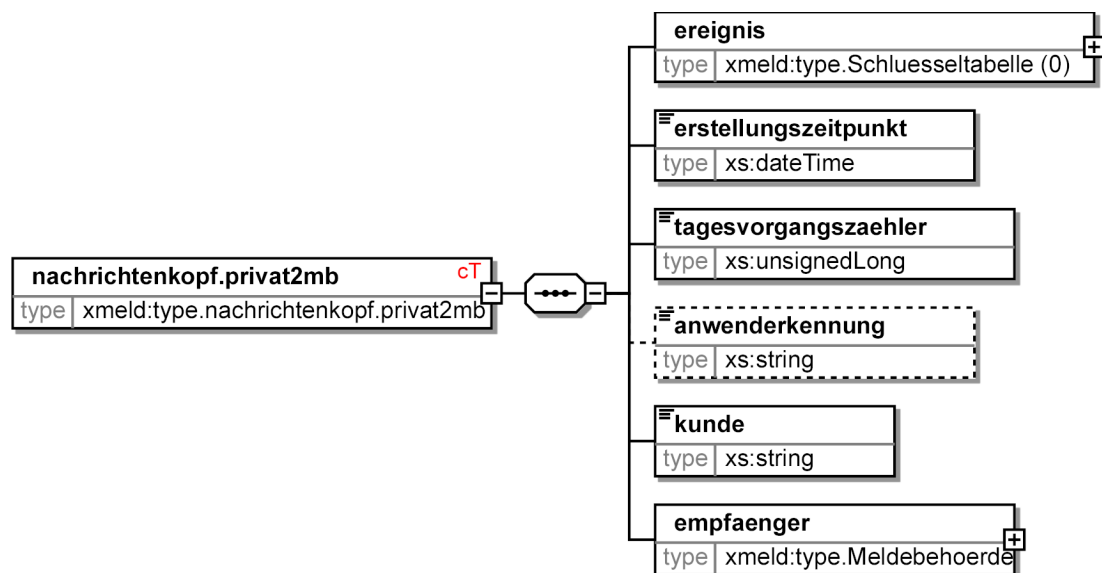 ereignis
type xmeld:type.Schluesseltabelle (0)
erstellungszeitpunkt
type xs:dateTime
tagesvorgangszaehler
type xs:unsignedLong
nachrichtenkopf.privat2mb cT
type xmeld:type.nachrichtenkopf.privat2mb
anwenderkennung
type xs:string
kunde
type xs:string
empfaenger
type xmeld:type.Meldebehoerde